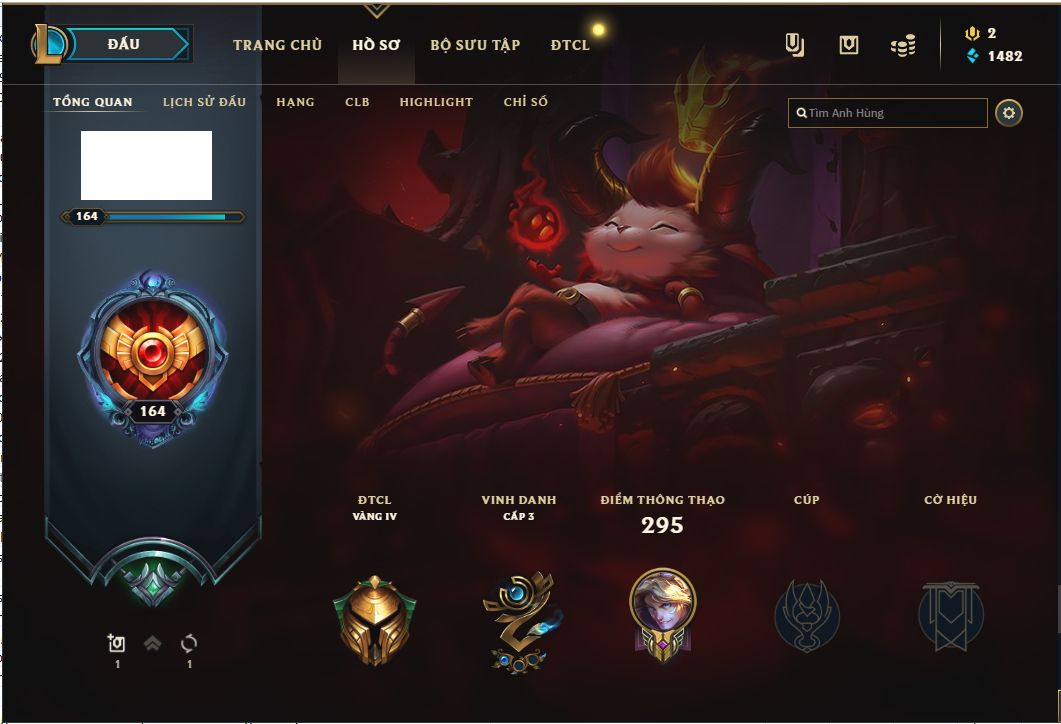 ĐẤU
TRANG CHỦ
HỒ SƠ
BỘ SƯU TẬP
ĐTCL
2
1482
TỔNG QUAN
LỊCH SỬ ĐẤU
HẠNG
CLB
HIGHLIGHT
CHỈ SỐ
Tìm Anh Hùng
164
164
ĐTCL
VÀNG IV
VINH DANH
CẤP 3
ĐIỂM THÔNG THẠO
295
CÚP
CỜ HIỆU
1
1